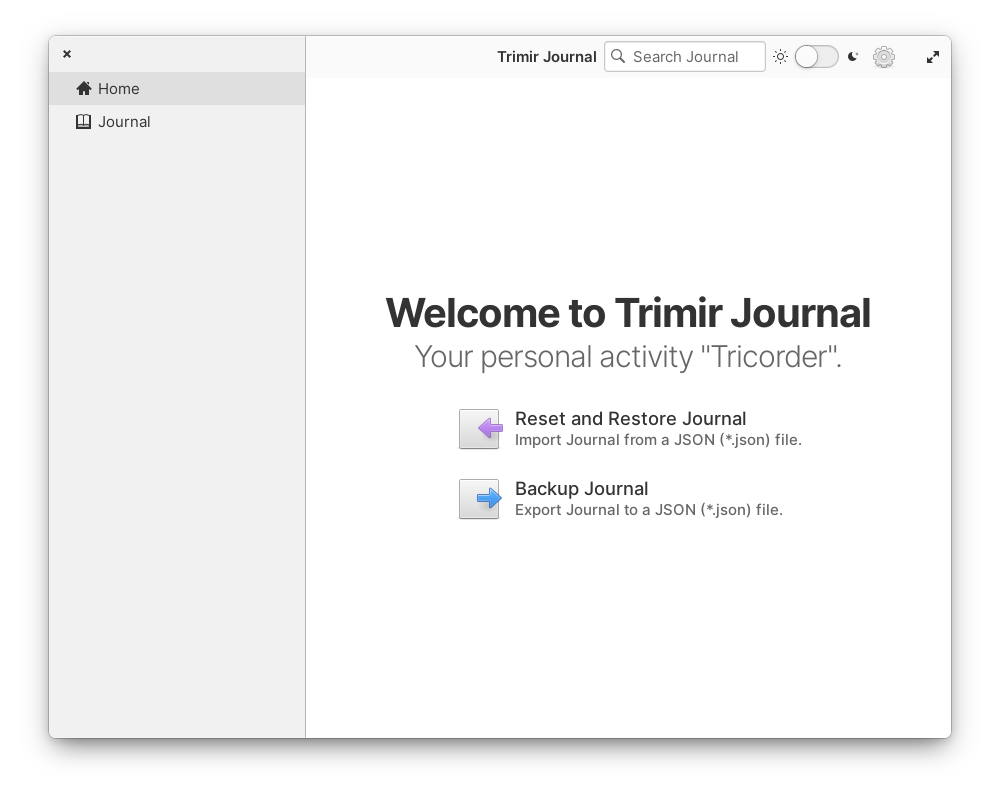 Home
Journal
Trimir Journal
Search Journal
Welcome to Trimir Journal
Your personal activity "Tricorder".
Reset and Restore Journal
Import Journal from a JSON (*.json) file.
Backup Journal
Export Journal to a JSON (*.json) file.